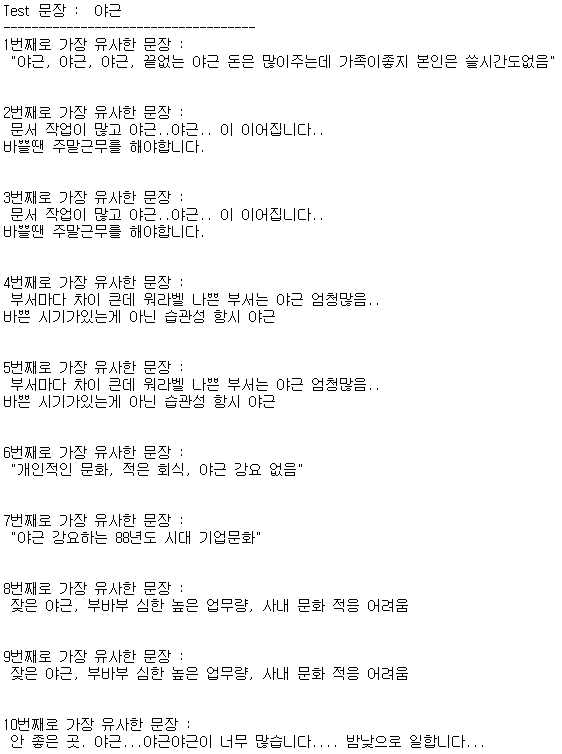 Test 문장 :  야근
------------------------------------
1번째로 가장 유사한 문장 :
"야근, 야근, 야근, 끝없는 야근 돈은 많이주는데 가족이좋지 본인은 쓸시간도없음"
2번째로 가장 유사한 문장 :
문서 작업이 많고 야근..야근.. 이 이어집니다..
바쁠땐 주말근무를 해야합니다.
3번째로 가장 유사한 문장 :
문서 작업이 많고 야근..야근.. 이 이어집니다..
바쁠땐 주말근무를 해야합니다.
4번째로 가장 유사한 문장 :
부서마다 차이 큰데 워라벨 나쁜 부서는 야근 엄청많음..
바쁜 시기가있는게 아닌 습관성 항시 야근
5번째로 가장 유사한 문장 :
부서마다 차이 큰데 워라벨 나쁜 부서는 야근 엄청많음..
바쁜 시기가있는게 아닌 습관성 항시 야근
6번째로 가장 유사한 문장 :
"개인적인 문화, 적은 회식, 야근 강요 없음"
7번째로 가장 유사한 문장 :
"야근 강요하는 88년도 시대 기업문화"
8번째로 가장 유사한 문장 :
잦은 야근, 부바부 심한 높은 업무량, 사내 문화 적응 어려움
9번째로 가장 유사한 문장 :
잦은 야근, 부바부 심한 높은 업무량, 사내 문화 적응 어려움
10번째로 가장 유사한 문장 :
안 좋은 곳. 야근...야근야근이 너무 많습니다.... 밤낮으로 일합니다...